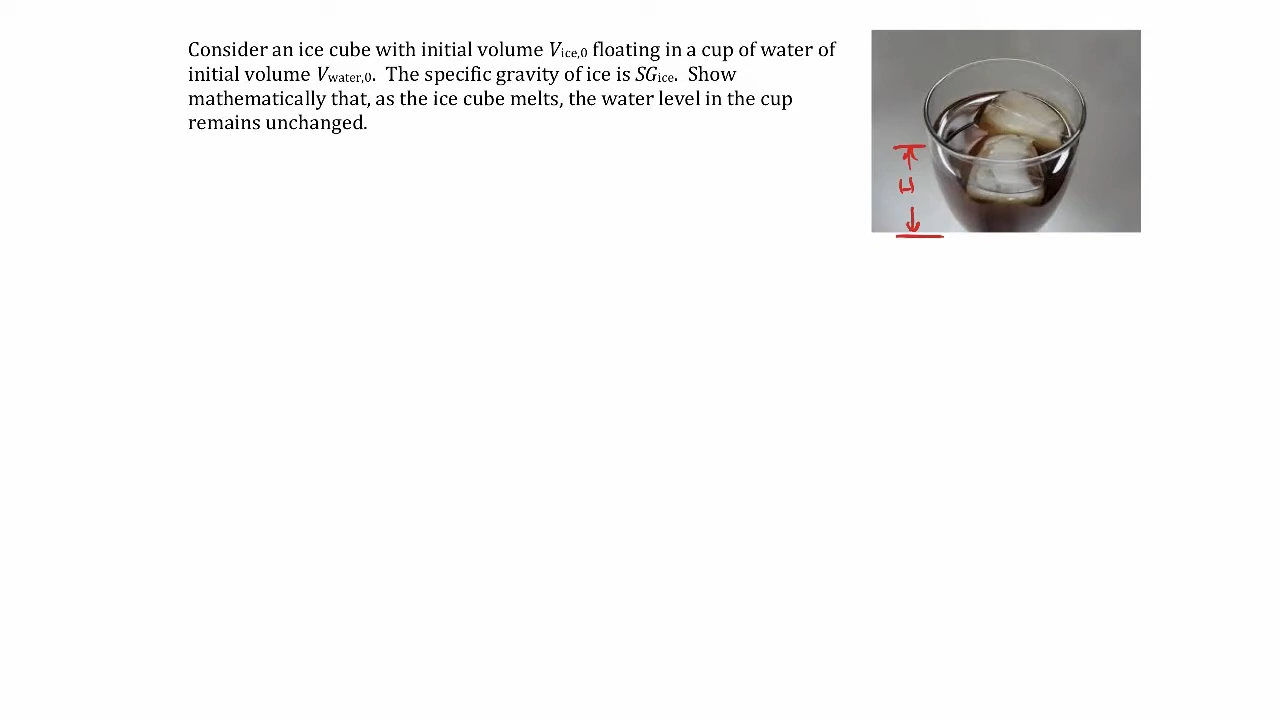 Consider an ice cube with initial volume Vice,0 floating in a cup of water of
initial volume Vwater,0.  The specific gravity of ice is SGice.  Show
mathematically that, as the ice cube melts, the water level in the cup
remains unchanged.
H